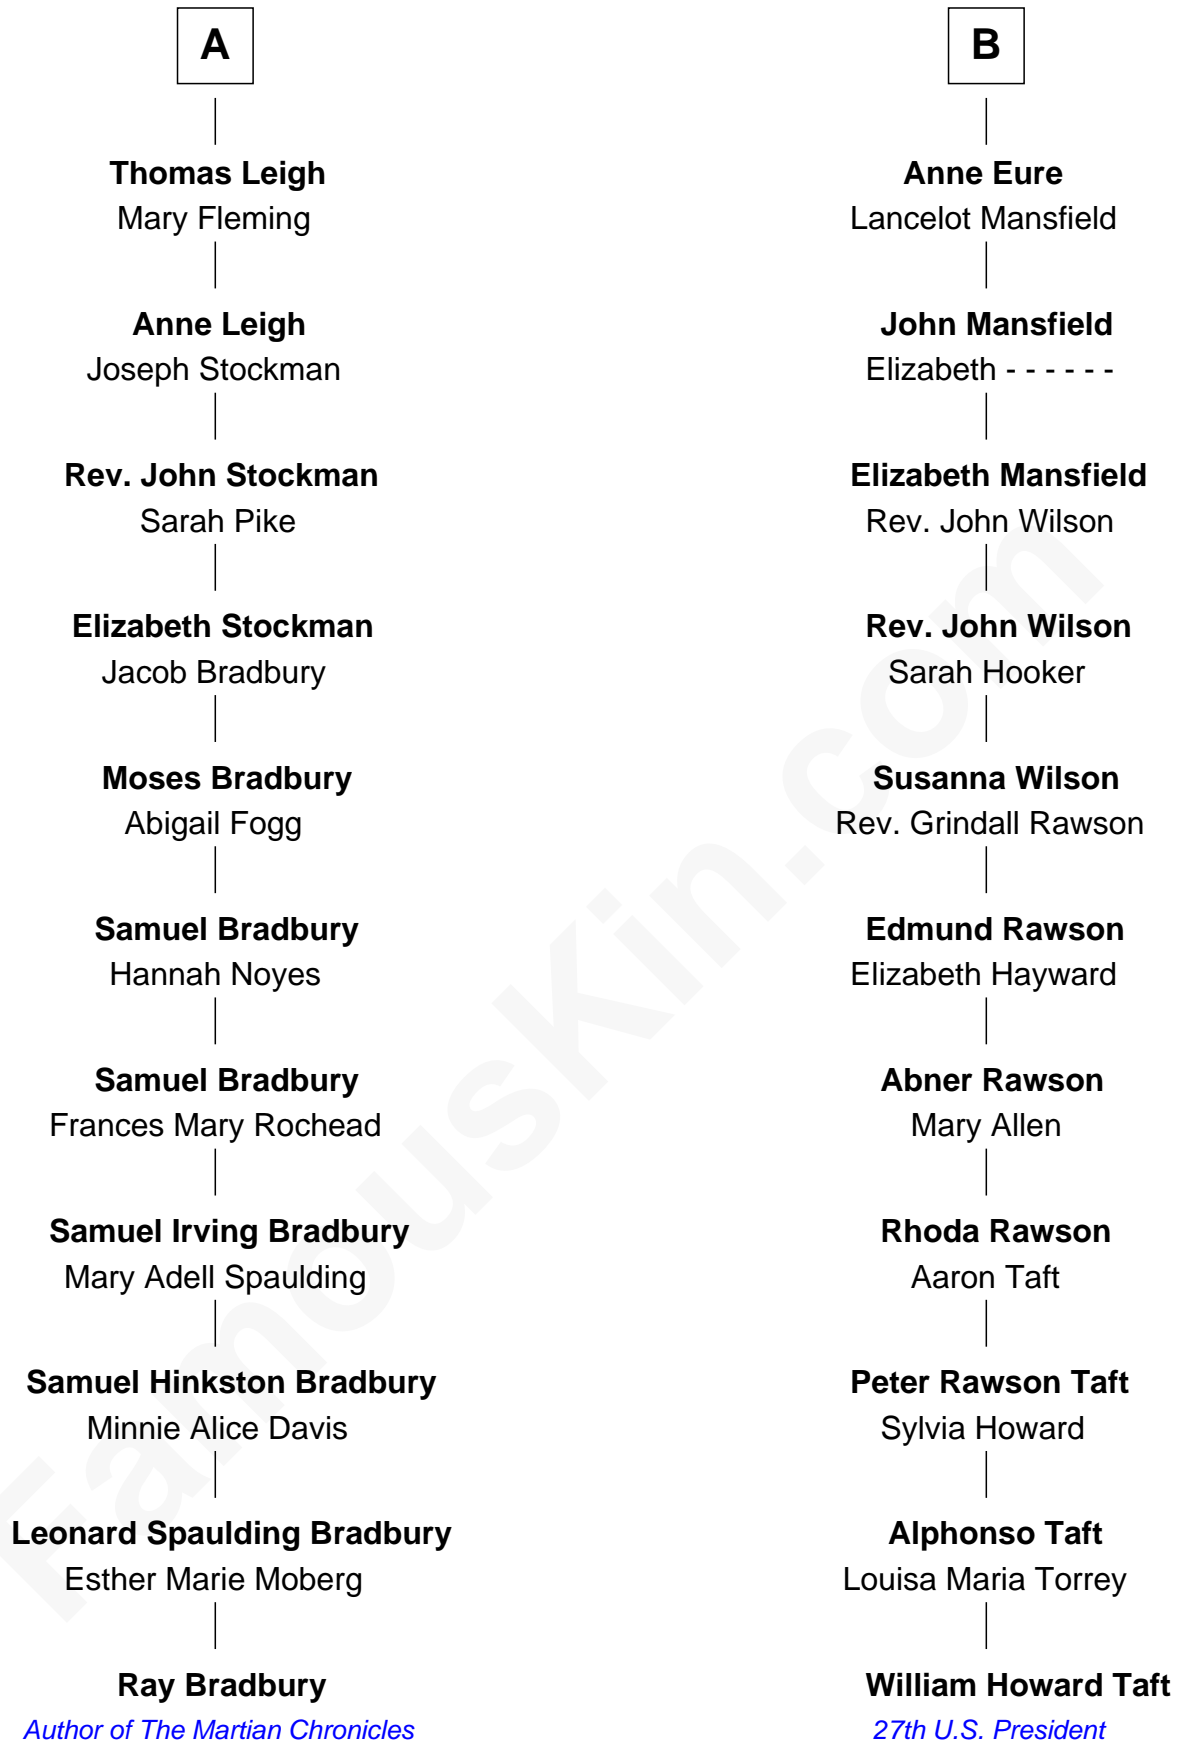 A
Thomas Leigh
Mary Fleming
Anne Leigh
Joseph Stockman
Rev. John Stockman
Sarah Pike
Elizabeth Stockman
Jacob Bradbury
Moses Bradbury
Abigail Fogg
Samuel Bradbury
Hannah Noyes
Samuel Bradbury
Frances Mary Rochead
Samuel Irving Bradbury
Mary Adell Spaulding
Samuel Hinkston Bradbury
Minnie Alice Davis
Leonard Spaulding Bradbury
Esther Marie Moberg
Ray Bradbury
Author of The Martian Chronicles
B
Anne Eure
Lancelot Mansfield
John Mansfield
Elizabeth - - - - - -
Elizabeth Mansfield
Rev. John Wilson
Rev. John Wilson
Sarah Hooker
Susanna Wilson
Rev. Grindall Rawson
Edmund Rawson
Elizabeth Hayward
Abner Rawson
Mary Allen
Rhoda Rawson
Aaron Taft
Peter Rawson Taft
Sylvia Howard
Alphonso Taft
Louisa Maria Torrey
William Howard Taft
27th U.S. President
FamousKin.com